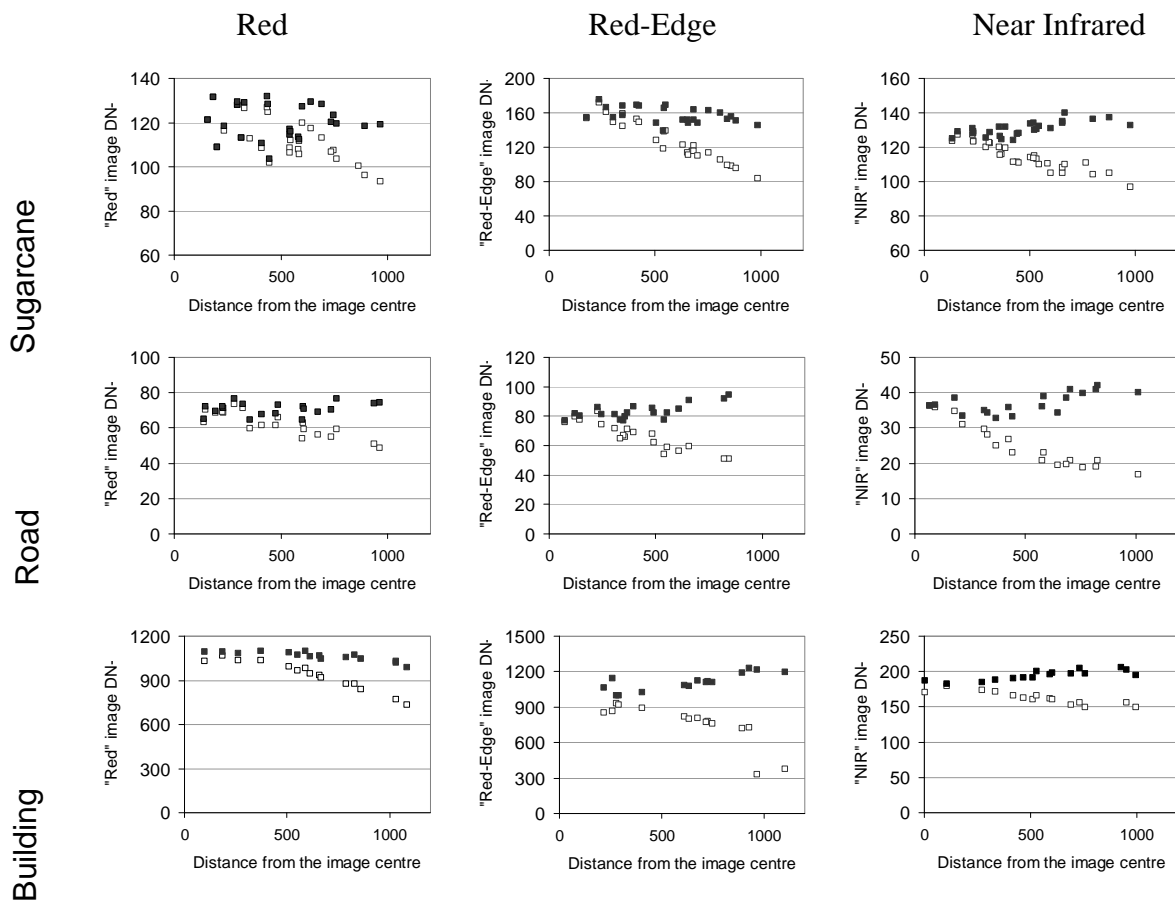 Red Red-Edge Near Infrared
Sugarcane
"Red" image DN-
140
120
100
80
60
0 500 1000
Distance from the image centre
"Red-Edge" image DN-
200
160
120
80
40
0
0 500 1000
Distance from the image centre
"NIR" image DN-
160
140
120
100
80
60
0 500 1000
Distance from the image centre
Road
"Red" image DN-
100
80
60
40
20
0
0 500 1000
Distance from the image centre
"Red-Edge" image DN-
120
100
80
60
40
20
0
0 500 1000
Distance from the image centre
"NIR" image DN-
50
40
30
20
10
0
0 500 1000
Distance from the image centre
Building
"Red" image DN-
1200
900
600
300
0
0 500 1000
Distance from the image centre
"Red-Edge" image DN-
1500
1200
900
600
300
0
0 500 1000
Distance from the image centre
"NIR" image DN-
250
200
150
100
50
0
0 500 1000
Distance from the image centre